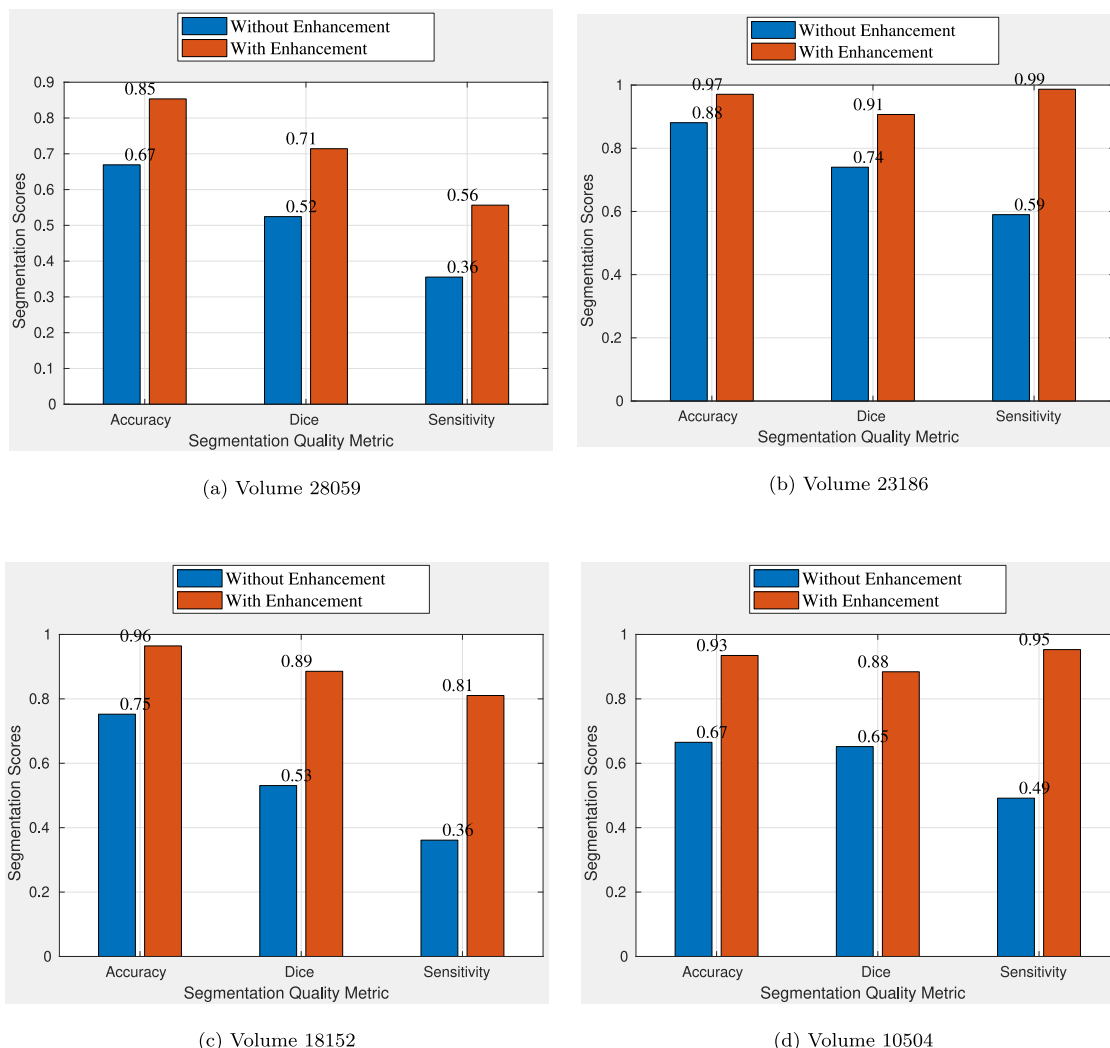 Without Enhancement
With Enhancement
0.9
0.8
0.7
0.6
0.5
0.4
0.3
0.2
0.1
0
Segmentation Scores
0.67
0.85
0.52
0.71
0.36
0.56
Accuracy
Dice
Sensitivity
Segmentation Quality Metric
(a) Volume 28059
Without Enhancement
With Enhancement
1
0.8
0.6
0.4
0.2
0
Segmentation Scores
0.88
0.97
0.74
0.91
0.59
0.99
Accuracy
Dice
Sensitivity
Segmentation Quality Metric
(b) Volume 23186
Without Enhancement
With Enhancement
1
0.8
0.6
0.4
0.2
0
Segmentation Scores
0.75
0.96
0.53
0.89
0.36
0.81
Accuracy
Dice
Sensitivity
Segmentation Quality Metric
(c) Volume 18152
Without Enhancement
With Enhancement
1
0.8
0.6
0.4
0.2
0
Segmentation Scores
0.67
0.93
0.65
0.88
0.49
0.95
Accuracy
Dice
Sensitivity
Segmentation Quality Metric
(d) Volume 10504